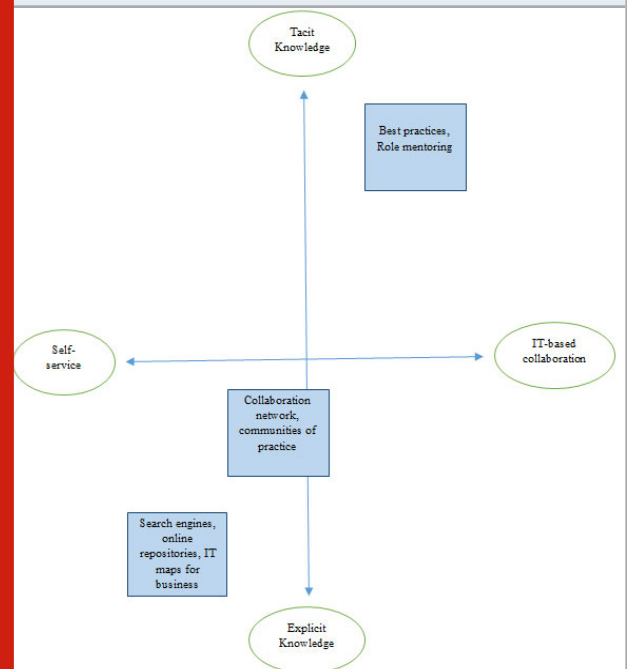 Tacit
Knowledge
Best practices,
Role mentoring
Self-
service
IT-based
collaboration
Collaboration
network,
communities of
practice
Search engines,
online
repositories, IT
maps for
business
Explicit
Knowledge